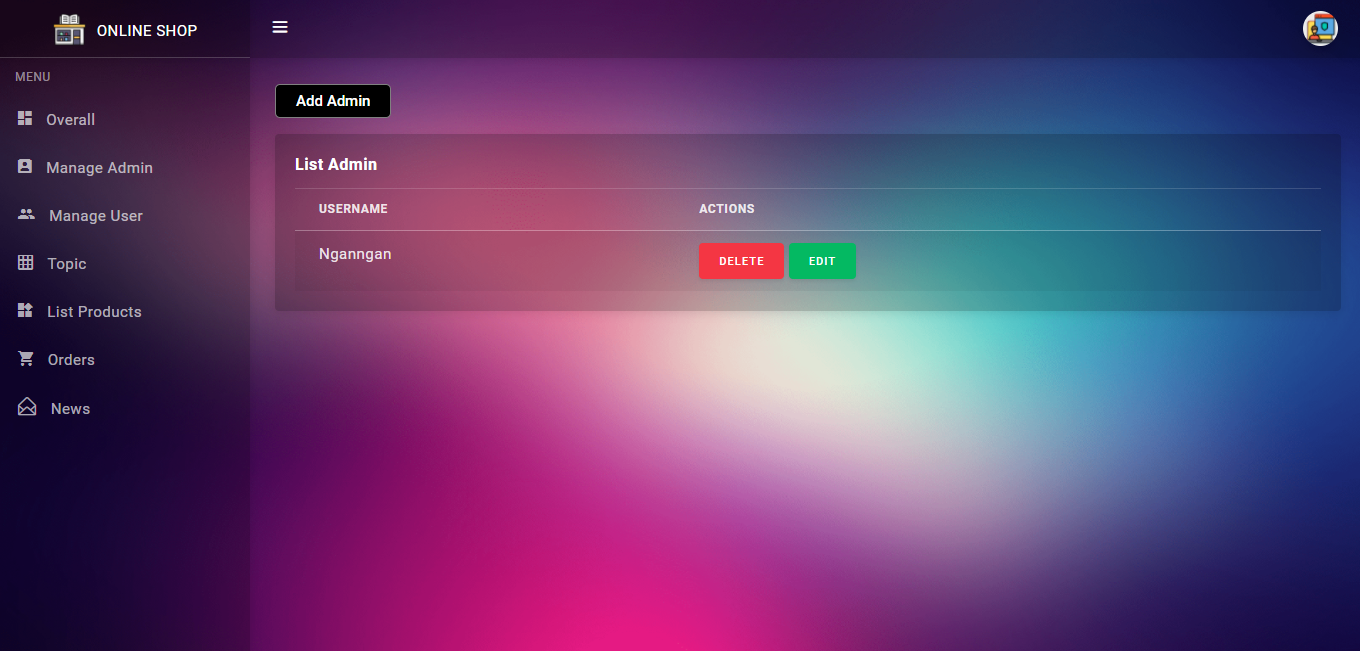 ONLINE SHOP
MENU
Overall
Manage Admin
Manage User
Topic
List Products
Orders
News
Add Admin
List Admin
USERNAME ACTIONS
Nganngan DELETE EDIT